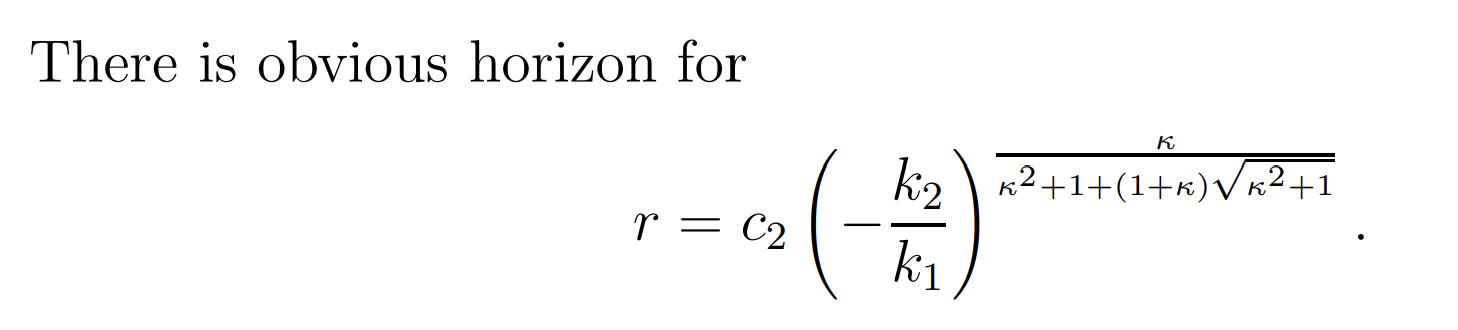 There is obvious horizon for
r = c_2 \left( -\frac{k_2}{k_1} \right)^{\frac{\kappa}{\kappa^2+1+(1+\kappa)\sqrt{\kappa^2+1}}} .